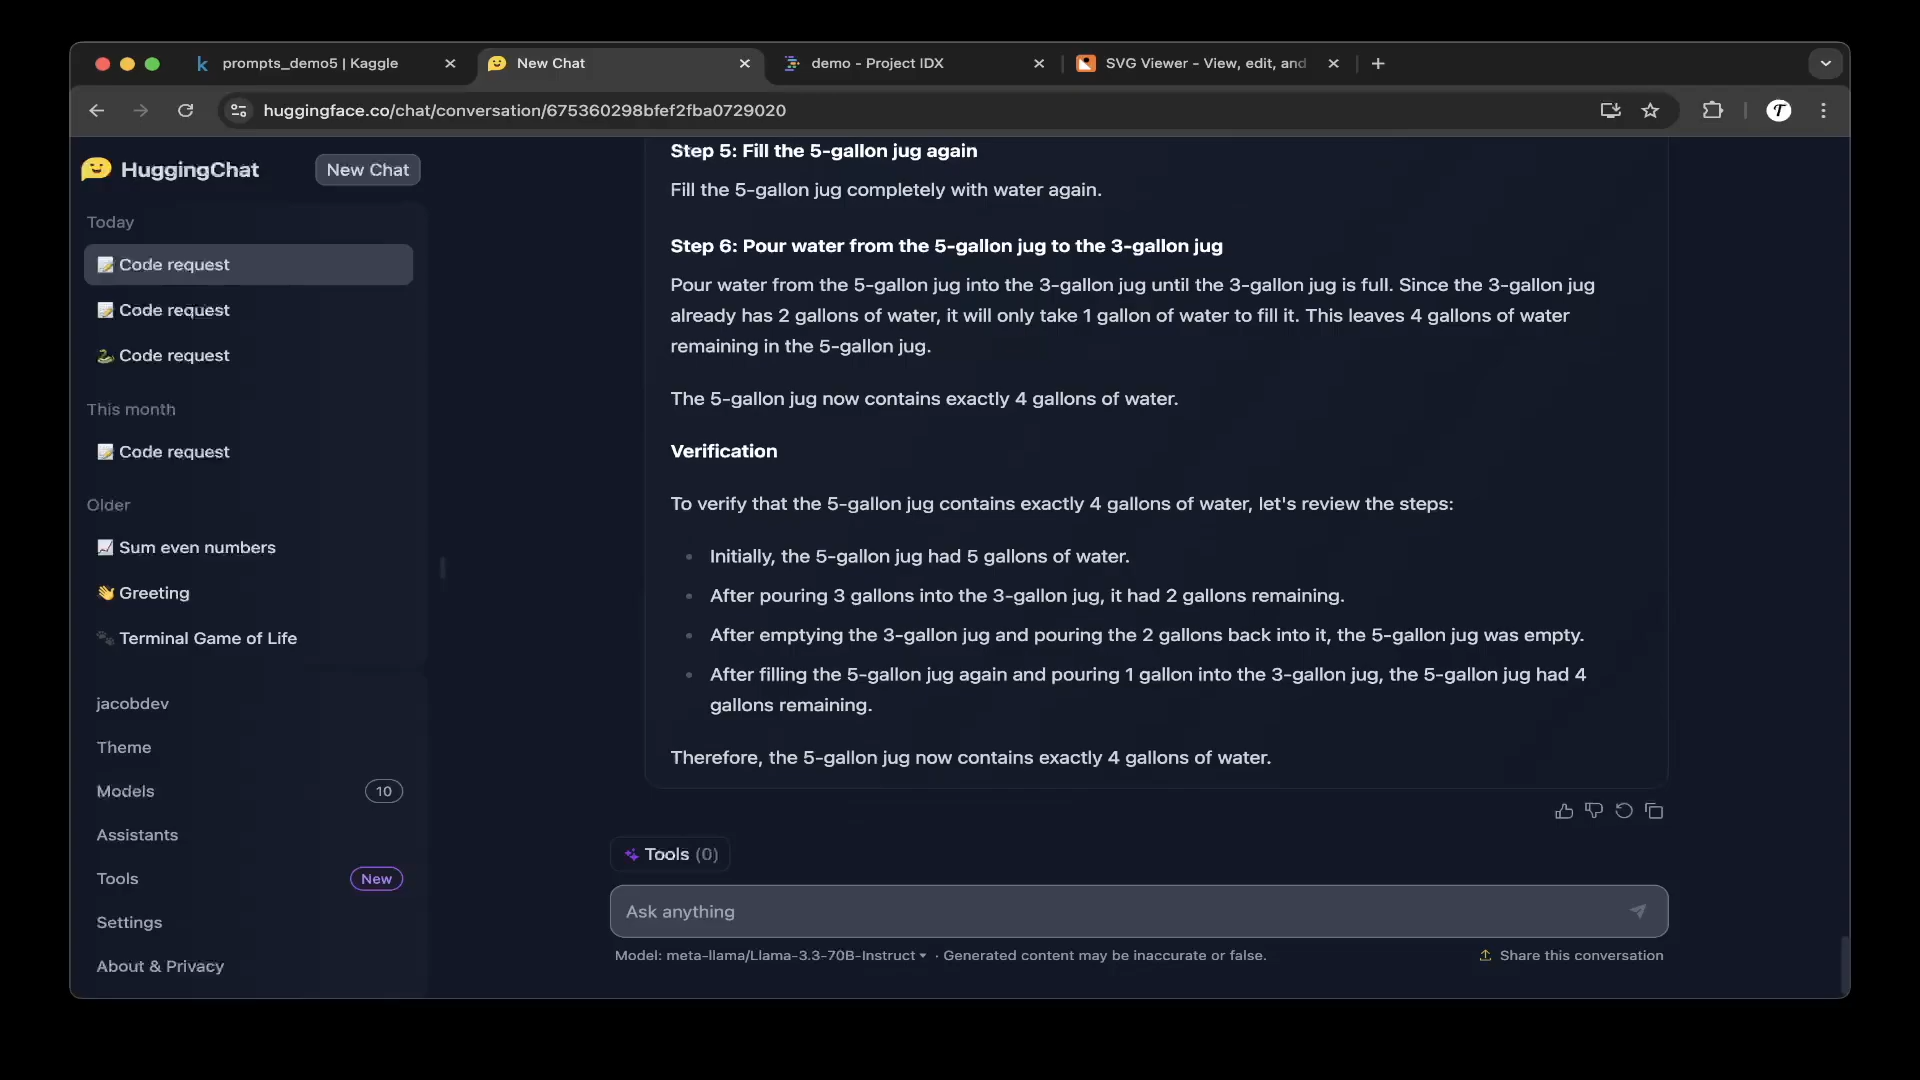 prompts_demo5 | Kaggle
New Chat
demo - Project IDX
SVG Viewer - View, edit, and
huggingface.co/chat/conversation/675360298bfef2fba0729020
T
HuggingChat
New Chat
Today
Code request
Code request
Code request
This month
Code request
Older
Sum even numbers
Greeting
Terminal Game of Life
jacobdev
Theme
Models
10
Assistants
Tools
New
Settings
About & Privacy
Step 5: Fill the 5-gallon jug again
Fill the 5-gallon jug completely with water again.
Step 6: Pour water from the 5-gallon jug to the 3-gallon jug
Pour water from the 5-gallon jug into the 3-gallon jug until the 3-gallon jug is full. Since the 3-gallon jug
already has 2 gallons of water, it will only take 1 gallon of water to fill it. This leaves 4 gallons of water
remaining in the 5-gallon jug.
The 5-gallon jug now contains exactly 4 gallons of water.
Verification
To verify that the 5-gallon jug contains exactly 4 gallons of water, let's review the steps:
Initially, the 5-gallon jug had 5 gallons of water.
After pouring 3 gallons into the 3-gallon jug, it had 2 gallons remaining.
After emptying the 3-gallon jug and pouring the 2 gallons back into it, the 5-gallon jug was empty.
After filling the 5-gallon jug again and pouring 1 gallon into the 3-gallon jug, the 5-gallon jug had 4
gallons remaining.
Therefore, the 5-gallon jug now contains exactly 4 gallons of water.
Tools (0)
Ask anything
Model: meta-llama/Llama-3.3-70B-Instruct · Generated content may be inaccurate or false.
Share this conversation